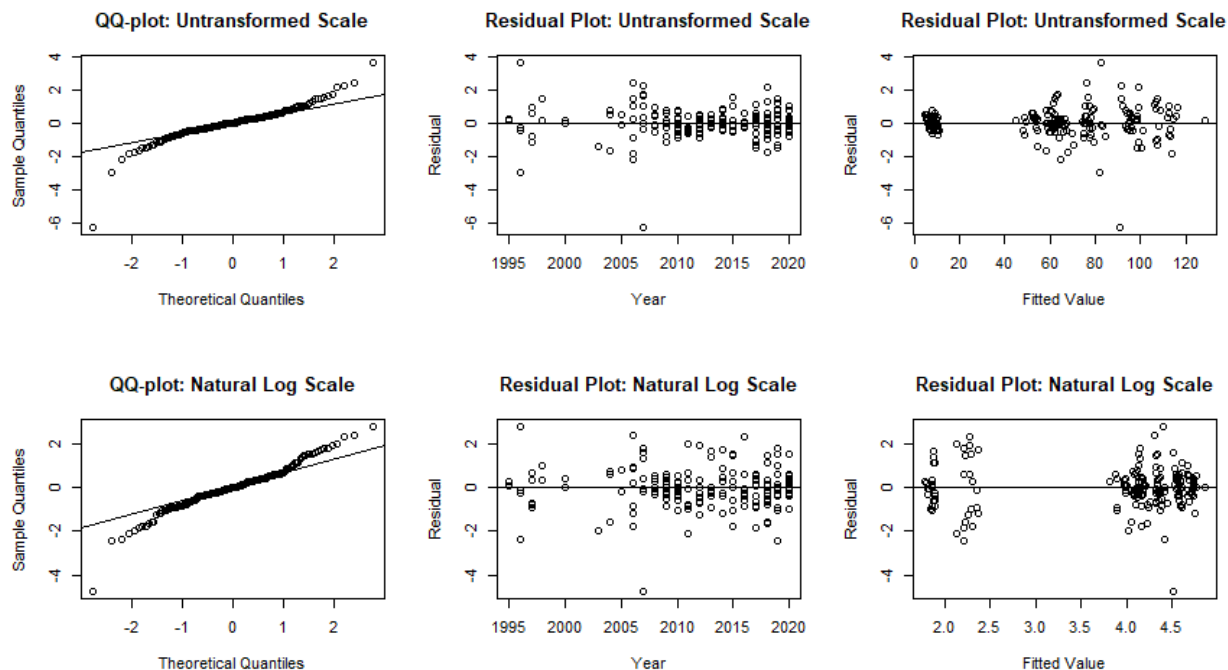 QQ-plot: Untransformed Scale
Sample Quantiles
4
2
0
-2
-4
-6
-2 -1 0 1 2
Theoretical Quantiles
Residual Plot: Untransformed Scale
Residual
4
2
0
-2
-4
-6
1995 2000 2005 2010 2015 2020
Year
Residual Plot: Untransformed Scale
Residual
4
2
0
-2
-4
-6
0 20 40 60 80 100 120
Fitted Value
QQ-plot: Natural Log Scale
Sample Quantiles
2
0
-2
-4
-2 -1 0 1 2
Theoretical Quantiles
Residual Plot: Natural Log Scale
Residual
2
0
-2
-4
1995 2000 2005 2010 2015 2020
Year
Residual Plot: Natural Log Scale
Residual
2
0
-2
-4
2.0 2.5 3.0 3.5 4.0 4.5
Fitted Value